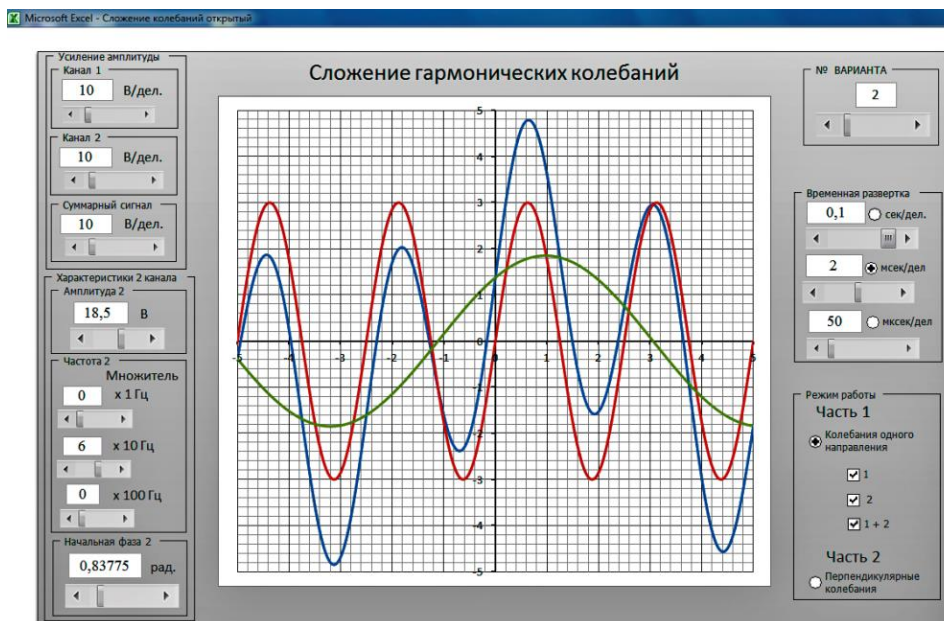 Microsoft Excel - Сложение колебаний открытый
Усиление амплитуды
Канал 1
10 В/дел.
Канал 2
10 В/дел.
Суммарный сигнал
10 В/дел.
Характеристики 2 канала
Амплитуда 2
18,5 В
Частота 2
Множитель
0 х 1 Гц
6 х 10 Гц
0 х 100 Гц
Начальная фаза 2
0,83775 рад.
Сложение гармонических колебаний
5
4
3
2
1
0
-1
-2
-3
-4
-5
-5 -4 -3 -2 -1 0 1 2 3 4 5
№ ВАРИАНТА
2
Временная развертка
0,1 сек/дел.
2 мсек/дел
50 мксек/дел
Режим работы
Часть 1
Колебания одного
направления
1
2
1 + 2
Часть 2
Перпендикулярные
колебания